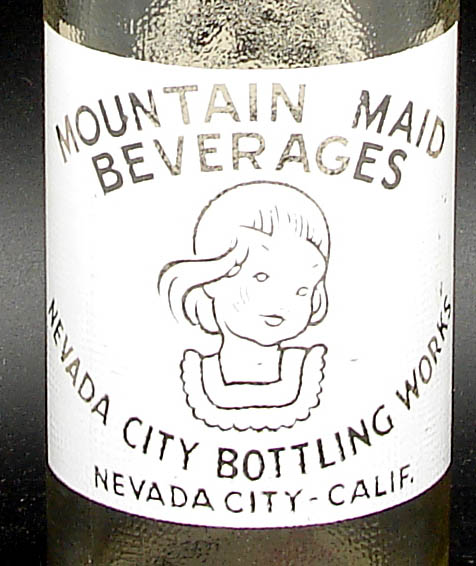 MOUNTAIN MAID
BEVERAGES
NEVADA CITY BOTTLING WORKS
NEVADA CITY - CALIF.